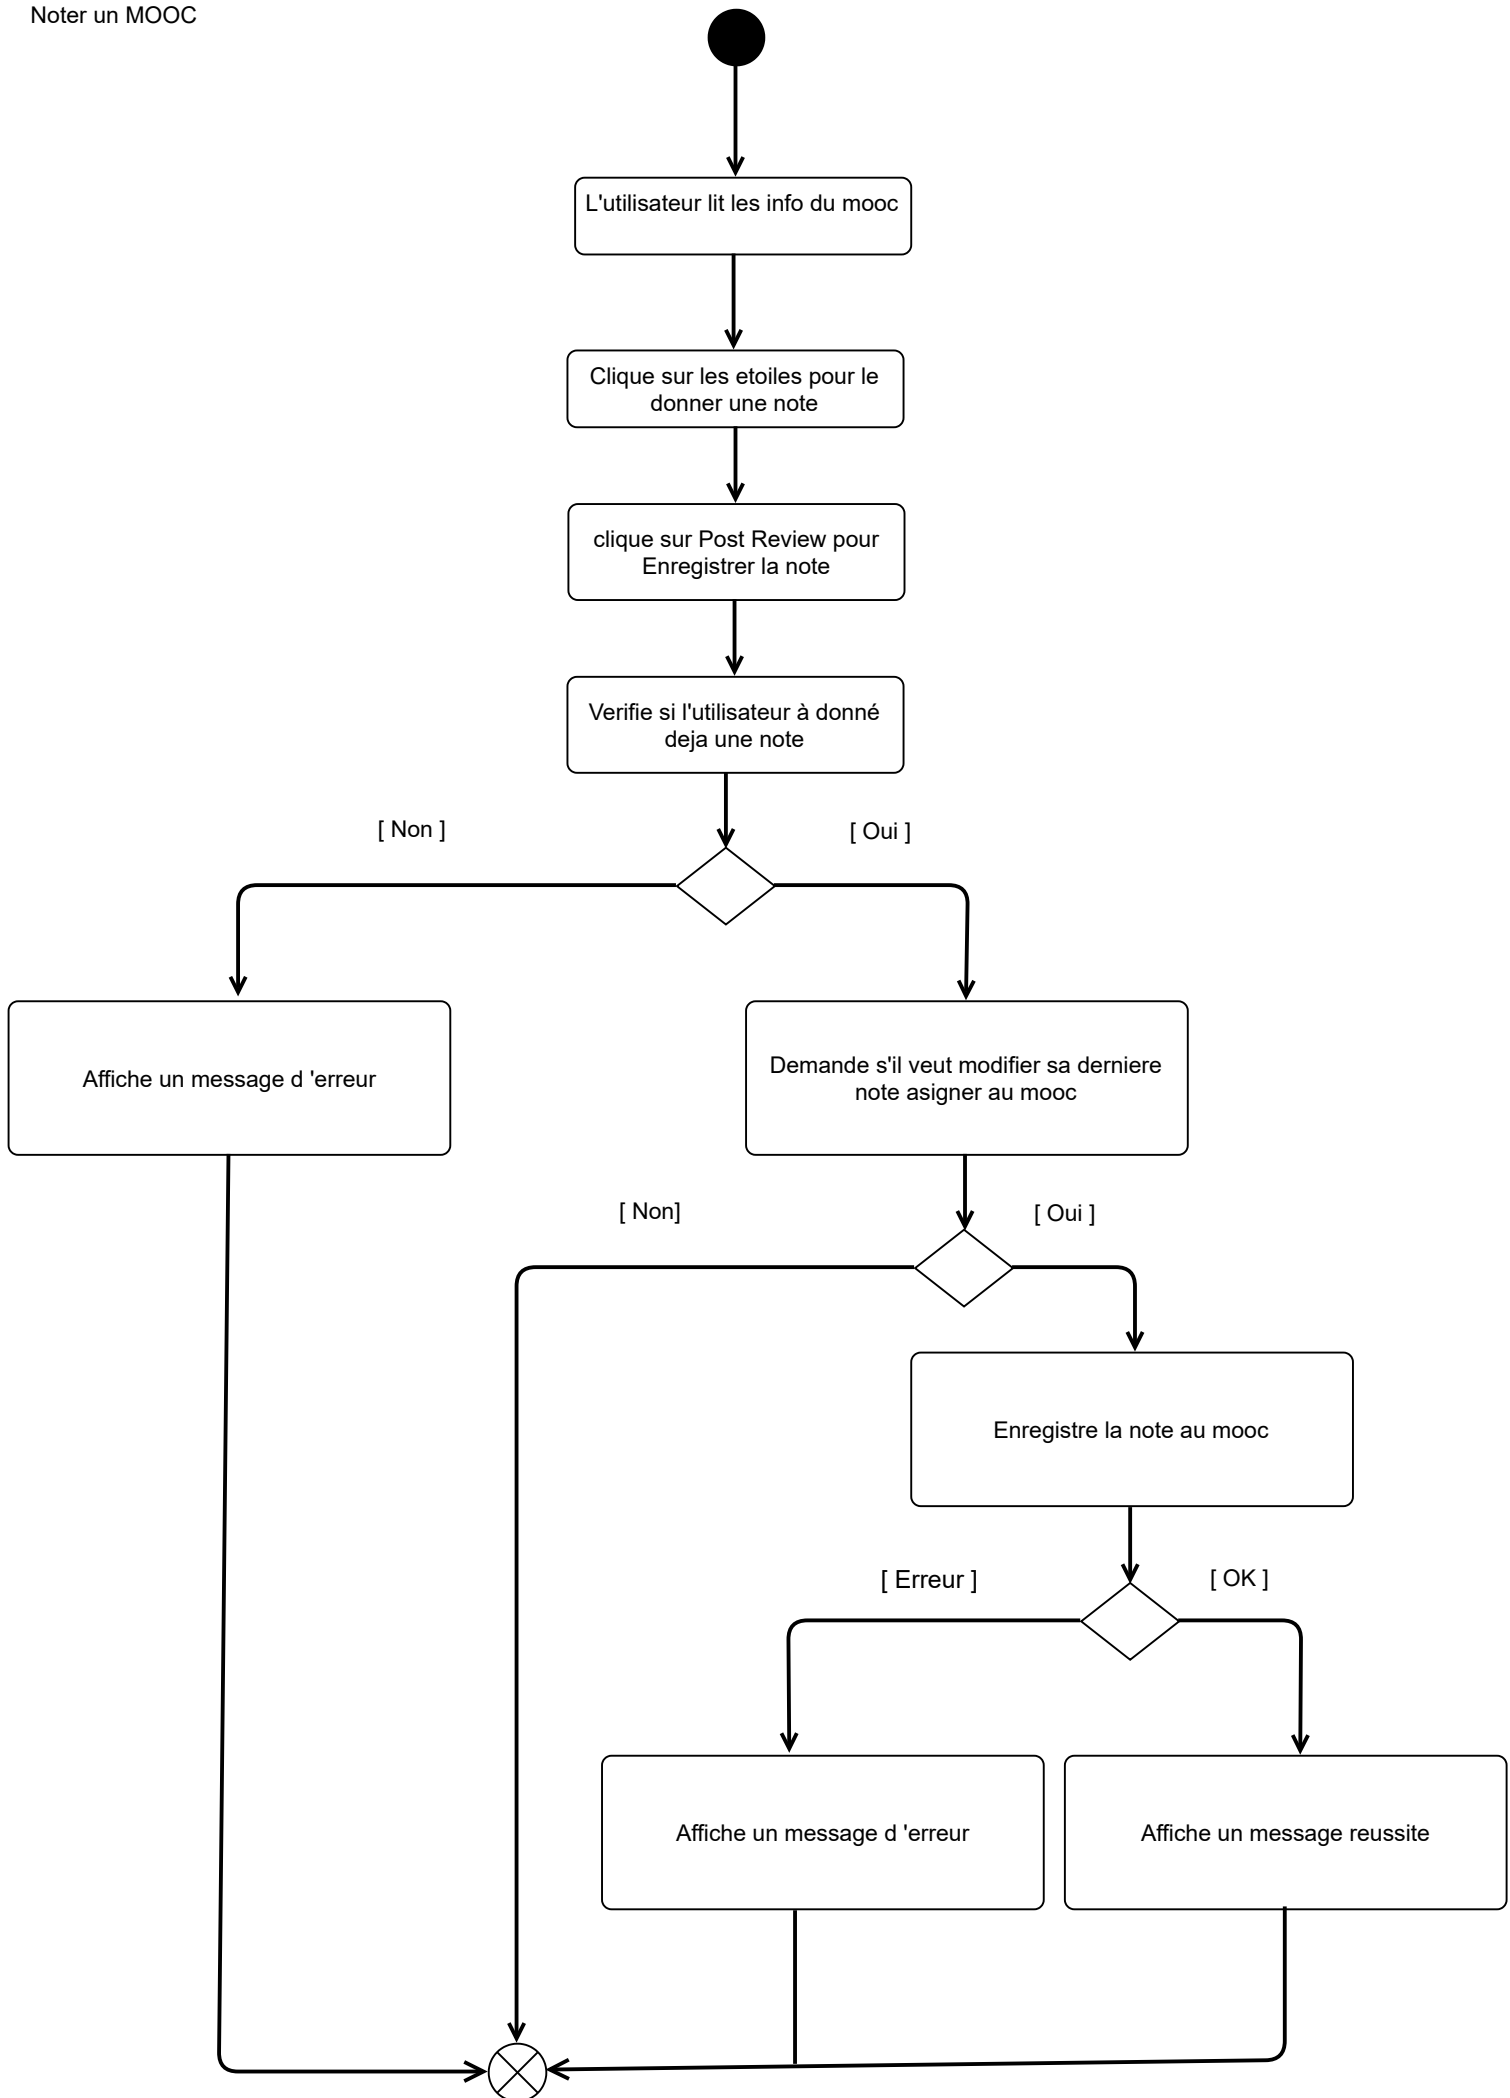 Noter un MOOC
L'utilisateur lit les info du mooc
Clique sur les etoiles pour le
donner une note
clique sur Post Review pour
Enregistrer la note
Verifie si l'utilisateur à donné
deja une note
[ Non ]
[ Oui ]
Affiche un message d 'erreur
Demande s'il veut modifier sa derniere
note asigner au mooc
[ Non]
[ Oui ]
Enregistre la note au mooc
[ Erreur ]
[ OK ]
Affiche un message d 'erreur
Affiche un message reussite